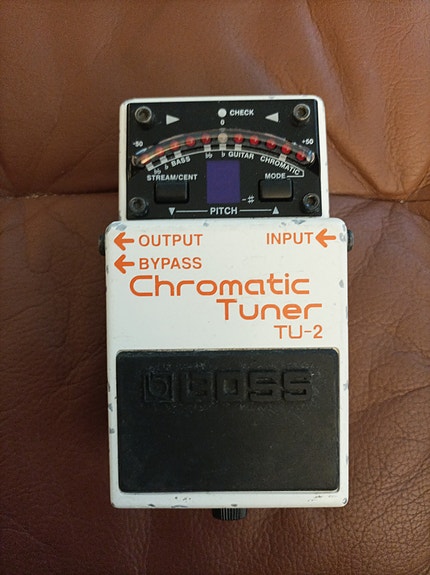 CHECK
0
-50
+50
♭♭ ♭ BASS
♭♭ ♭ GUITAR
CHROMATIC
STREAM/CENT
MODE
-♯
▼ PITCH ▲
← OUTPUT
INPUT ←
← BYPASS
Chromatic
Tuner
TU-2
BOSS